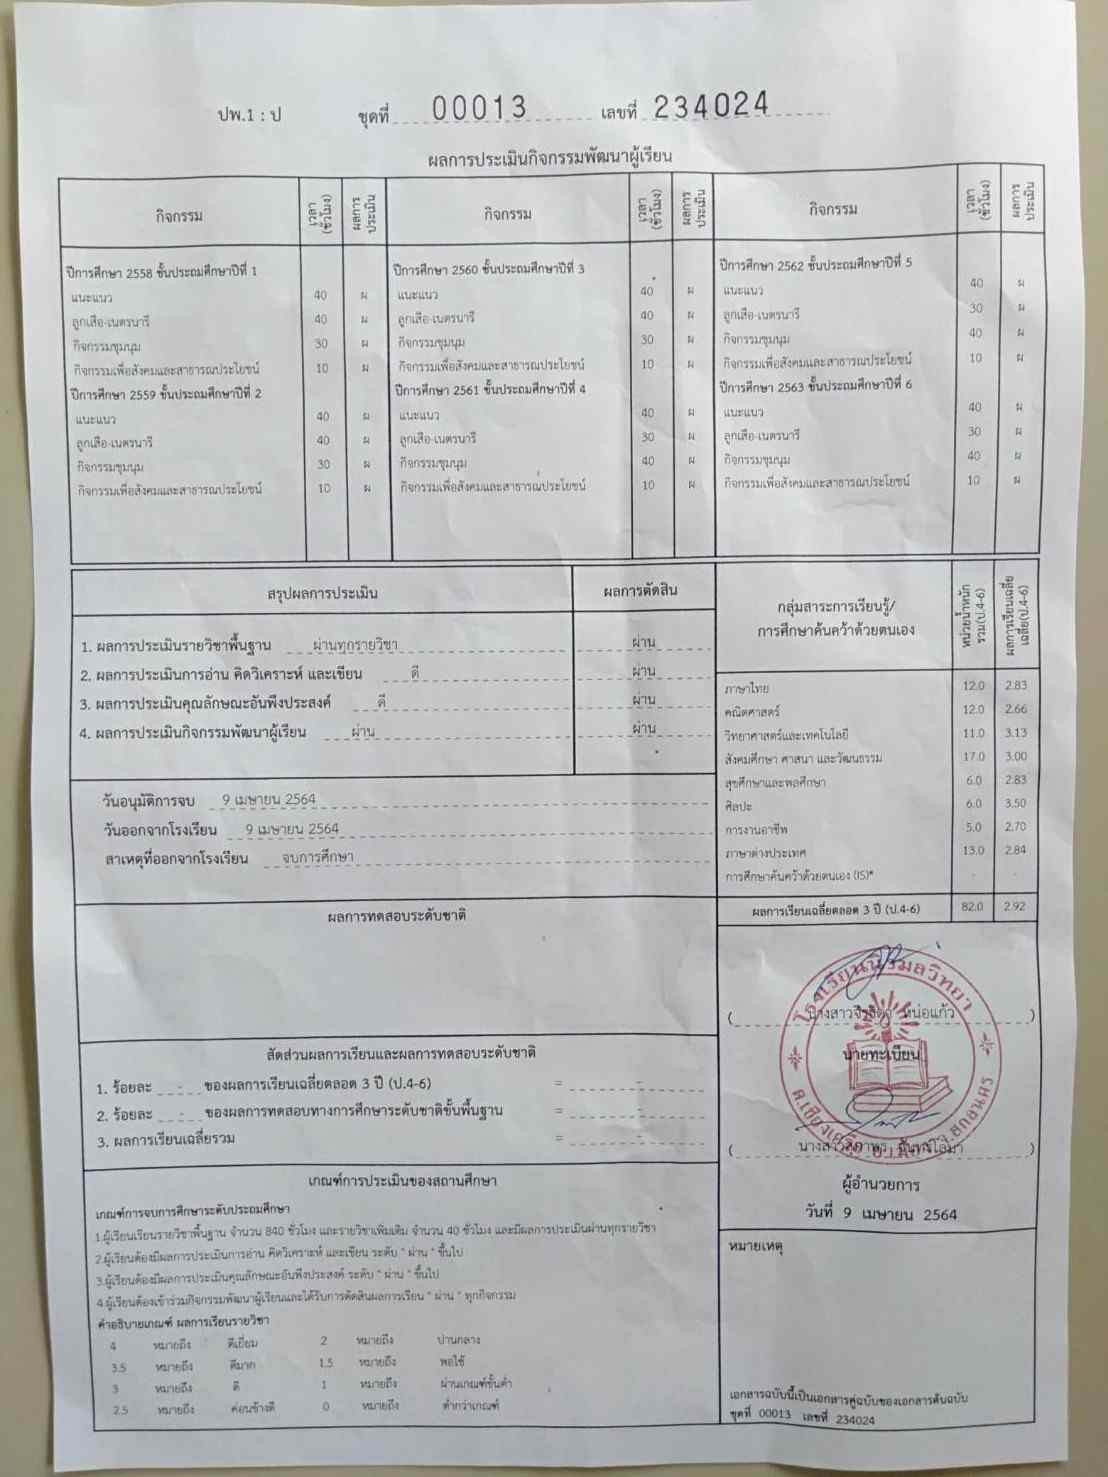 ปพ.1 : ป ชุดที่ 00013 เลขที่ 234024
ผลการประเมินกิจกรรมพัฒนาผู้เรียน
กิจกรรม เวลา (ชั่วโมง) ผลการประเมิน กิจกรรม เวลา (ชั่วโมง) ผลการประเมิน กิจกรรม เวลา (ชั่วโมง) ผลการประเมิน
ปีการศึกษา 2558 ชั้นประถมศึกษาปีที่ 1
แนะแนว 40 ผ
ลูกเสือ-เนตรนารี 40 ผ
กิจกรรมชุมนุม 30 ผ
กิจกรรมเพื่อสังคมและสาธารณประโยชน์ 10 ผ
ปีการศึกษา 2559 ชั้นประถมศึกษาปีที่ 2
แนะแนว 40 ผ
ลูกเสือ-เนตรนารี 40 ผ
กิจกรรมชุมนุม 30 ผ
กิจกรรมเพื่อสังคมและสาธารณประโยชน์ 10 ผ
ปีการศึกษา 2560 ชั้นประถมศึกษาปีที่ 3
แนะแนว 40 ผ
ลูกเสือ-เนตรนารี 40 ผ
กิจกรรมชุมนุม 30 ผ
กิจกรรมเพื่อสังคมและสาธารณประโยชน์ 10 ผ
ปีการศึกษา 2561 ชั้นประถมศึกษาปีที่ 4
แนะแนว 40 ผ
ลูกเสือ-เนตรนารี 30 ผ
กิจกรรมชุมนุม 40 ผ
กิจกรรมเพื่อสังคมและสาธารณประโยชน์ 10 ผ
ปีการศึกษา 2562 ชั้นประถมศึกษาปีที่ 5
แนะแนว 40 ผ
ลูกเสือ-เนตรนารี 30 ผ
กิจกรรมชุมนุม 40 ผ
กิจกรรมเพื่อสังคมและสาธารณประโยชน์ 10 ผ
ปีการศึกษา 2563 ชั้นประถมศึกษาปีที่ 6
แนะแนว 40 ผ
ลูกเสือ-เนตรนารี 30 ผ
กิจกรรมชุมนุม 40 ผ
กิจกรรมเพื่อสังคมและสาธารณประโยชน์ 10 ผ
สรุปผลการประเมิน ผลการตัดสิน
1. ผลการประเมินรายวิชาพื้นฐาน ผ่านทุกรายวิชา ผ่าน
2. ผลการประเมินการอ่าน คิดวิเคราะห์ และเขียน ดี ผ่าน
3. ผลการประเมินคุณลักษณะอันพึงประสงค์ ดี ผ่าน
4. ผลการประเมินกิจกรรมพัฒนาผู้เรียน ผ่าน ผ่าน
วันอนุมัติการจบ 9 เมษายน 2564
วันออกจากโรงเรียน 9 เมษายน 2564
สาเหตุที่ออกจากโรงเรียน จบการศึกษา
ผลการทดสอบระดับชาติ
สัดส่วนผลการเรียนและผลการทดสอบระดับชาติ
1. ร้อยละ - ของผลการเรียนเฉลี่ยตลอด 3 ปี (ป.4-6) = -
2. ร้อยละ - ของผลการทดสอบทางการศึกษาระดับชาติขั้นพื้นฐาน = -
3. ผลการเรียนเฉลี่ยรวม = -
เกณฑ์การประเมินของสถานศึกษา
เกณฑ์การจบการศึกษาระดับประถมศึกษา
1.ผู้เรียนเรียนรายวิชาพื้นฐาน จำนวน 840 ชั่วโมง และรายวิชาเพิ่มเติม จำนวน 40 ชั่วโมง และมีผลการประเมินผ่านทุกรายวิชา
2.ผู้เรียนต้องมีผลการประเมินการอ่าน คิดวิเคราะห์ และเขียน ระดับ " ผ่าน " ขึ้นไป
3.ผู้เรียนต้องมีผลการประเมินคุณลักษณะอันพึงประสงค์ ระดับ " ผ่าน " ขึ้นไป
4.ผู้เรียนต้องเข้าร่วมกิจกรรมพัฒนาผู้เรียนและได้รับการตัดสินผลการเรียน " ผ่าน " ทุกกิจกรรม
คำอธิบายเกณฑ์ ผลการเรียนรายวิชา
4 หมายถึง ดีเยี่ยม 2 หมายถึง ปานกลาง
3.5 หมายถึง ดีมาก 1.5 หมายถึง พอใช้
3 หมายถึง ดี 1 หมายถึง ผ่านเกณฑ์ขั้นต่ำ
2.5 หมายถึง ค่อนข้างดี 0 หมายถึง ต่ำกว่าเกณฑ์
กลุ่มสาระการเรียนรู้/ หน่วยน้ำหนักรวม(ป.4-6) ผลการเรียนเฉลี่ยเฉลี่ย(ป.4-6)
การศึกษาค้นคว้าด้วยตนเอง
ภาษาไทย 12.0 2.83
คณิตศาสตร์ 12.0 2.66
วิทยาศาสตร์และเทคโนโลยี 11.0 3.13
สังคมศึกษา ศาสนา และวัฒนธรรม 17.0 3.00
สุขศึกษาและพลศึกษา 6.0 2.83
ศิลปะ 6.0 3.50
การงานอาชีพ 5.0 2.70
ภาษาต่างประเทศ 13.0 2.84
การศึกษาค้นคว้าด้วยตนเอง (IS)* - -
ผลการเรียนเฉลี่ยตลอด 3 ปี (ป.4-6) 82.0 2.92
โรงเรียนนิรมลวิทยา
( นางสาว หน่อแก้ว )
นายทะเบียน
( นางสาว )
ต.เชียงเครือ จ.สกลนคร
ผู้อำนวยการ
วันที่ 9 เมษายน 2564
หมายเหตุ
เอกสารฉบับนี้เป็นเอกสารคู่ฉบับของเอกสารต้นฉบับ
ชุดที่ 00013 เลขที่ 234024